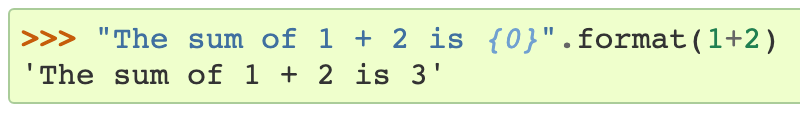 >>> "The sum of 1 + 2 is {0}".format(1+2)
'The sum of 1 + 2 is 3'